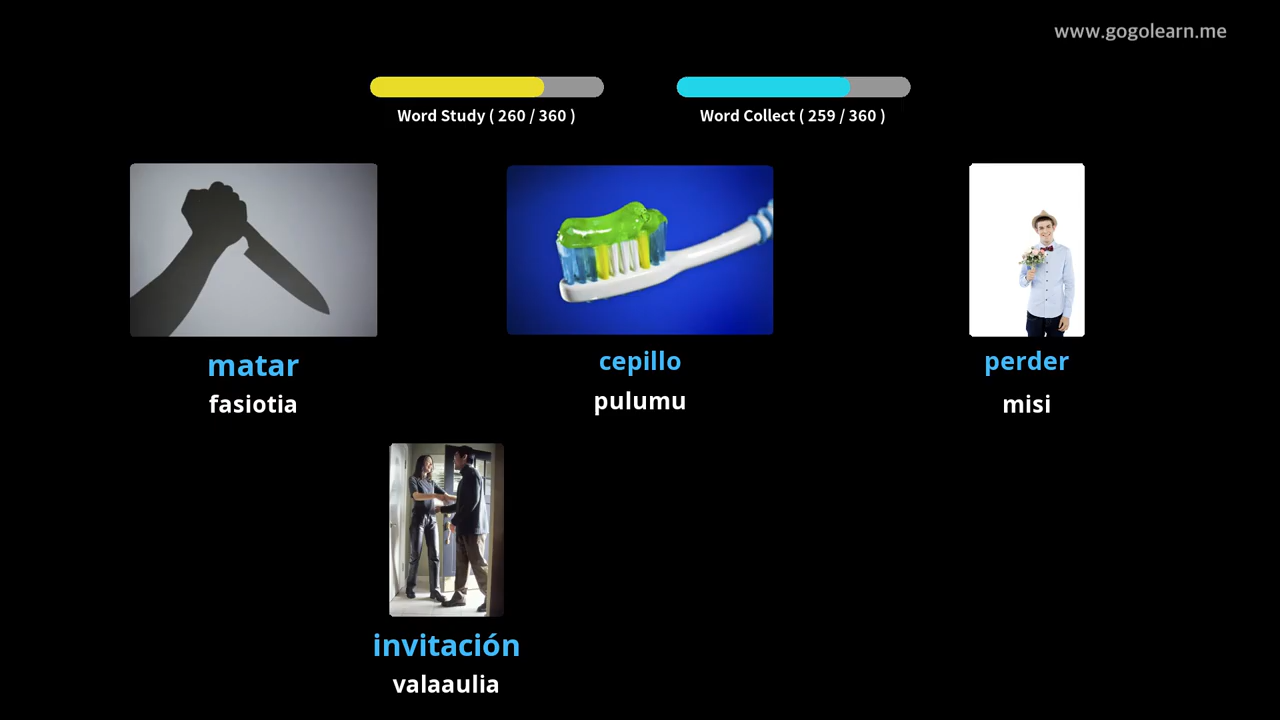 www.gogolearn.me
Word Study ( 260 / 360 )
Word Collect ( 259 / 360 )
matar
fasiotia
cepillo
pulumu
perder
misi
invitación
valaaulia